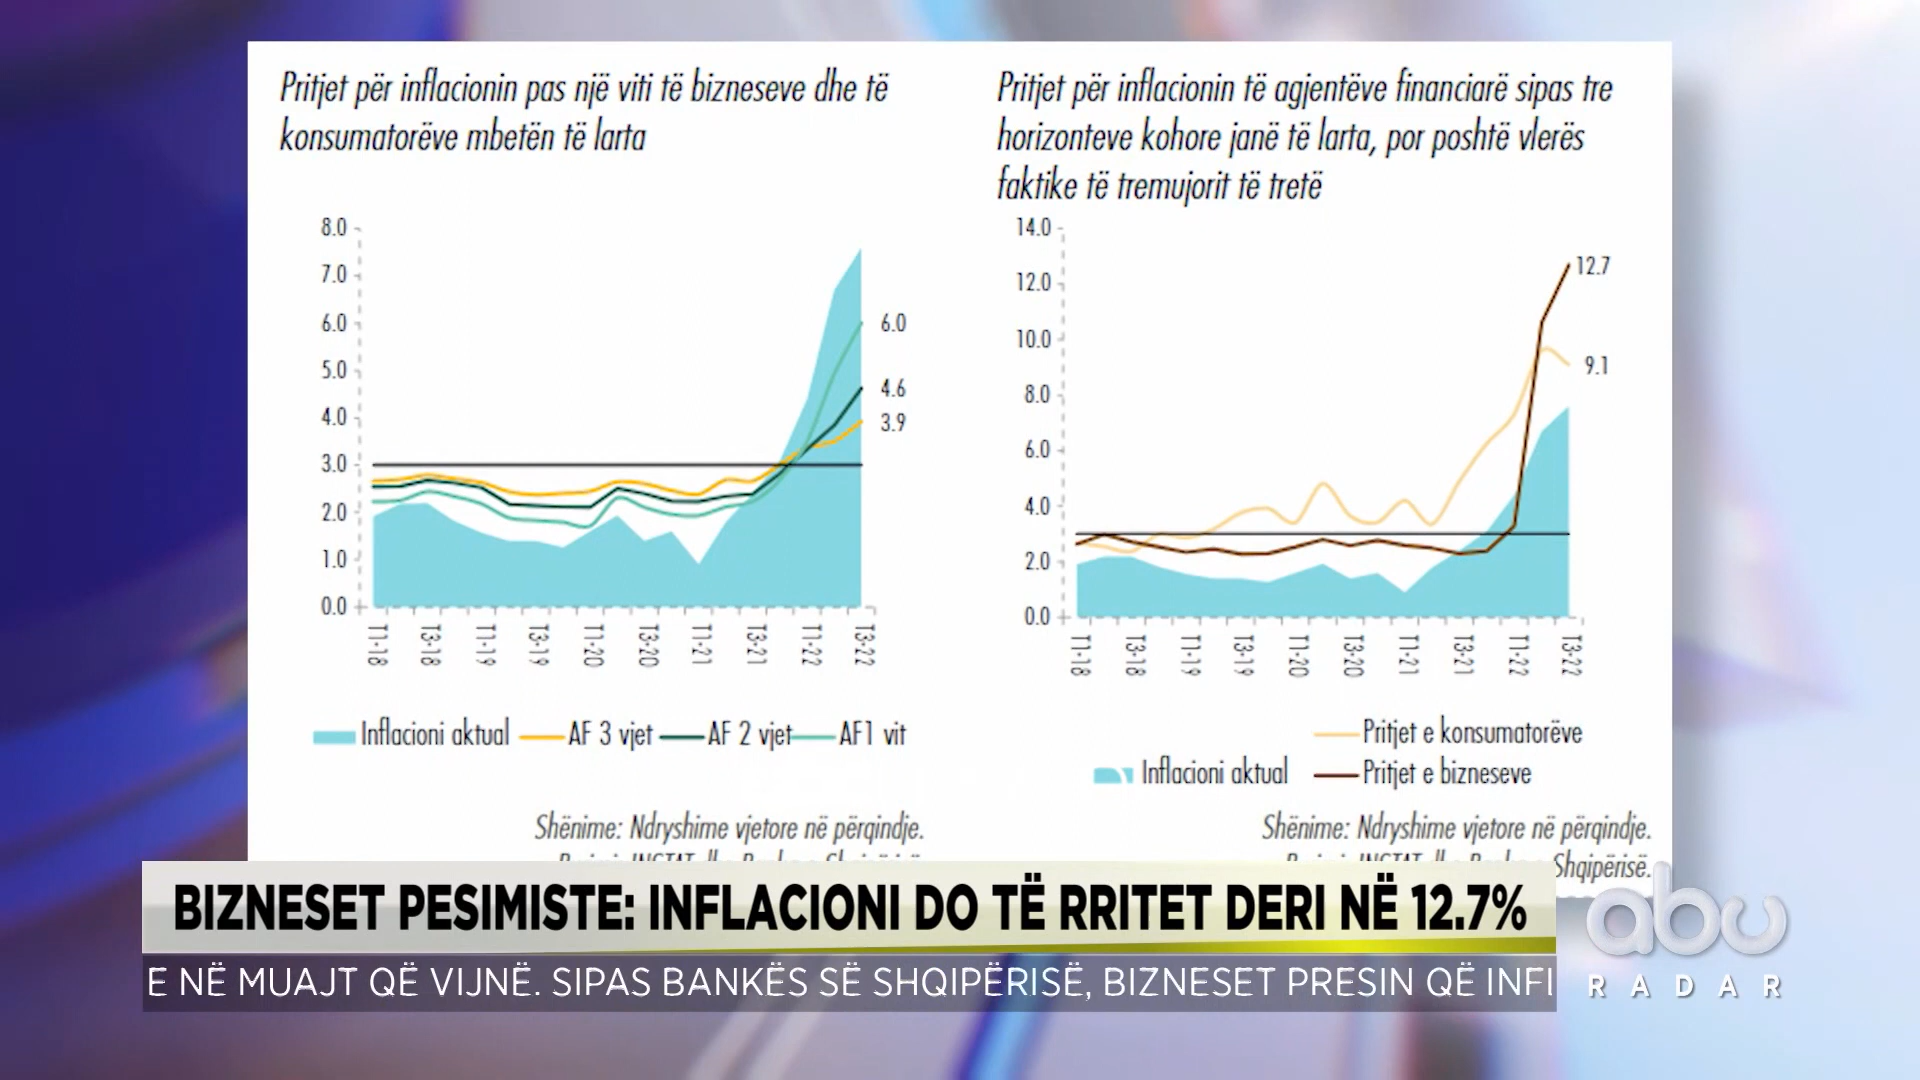 Pritjet për inflacionin pas një viti të bizneseve dhe të
konsumatorëve mbetën të larta
8.0
7.0
6.0
5.0
4.0
3.0
2.0
1.0
0.0
6.0
4.6
3.9
T1-18
T3-18
T1-19
T3-19
T1-20
T3-20
T1-21
T3-21
T1-22
T3-22
Inflacioni aktual
AF 3 vjet
AF 2 vjet
AF1 vit
Shënime: Ndryshime vjetore në përqindje.
Pritjet për inflacionin të agjentëve financiarë sipas tre
horizonteve kohore janë të larta, por poshtë vlerës
faktike të tremujorit të tretë
14.0
12.0
10.0
8.0
6.0
4.0
2.0
0.0
12.7
9.1
T1-18
T3-18
T1-19
T3-19
T1-20
T3-20
T1-21
T3-21
T1-22
T3-22
Pritjet e konsumatorëve
Inflacioni aktual
Pritjet e bizneseve
Shënime: Ndryshime vjetore në përqindje.
Shqipërisë.
BIZNESET PESIMISTE: INFLACIONI DO TË RRITET DERI NË 12.7%
E NË MUAJT QË VIJNË. SIPAS BANKËS SË SHQIPËRISË, BIZNESET PRESIN QË INFI
abc
RADAR